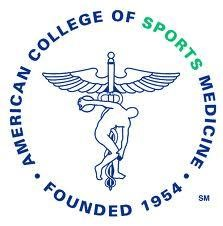 AMERICAN COLLEGE OF SPORTS MEDICINE
• FOUNDED 1954 •
SM